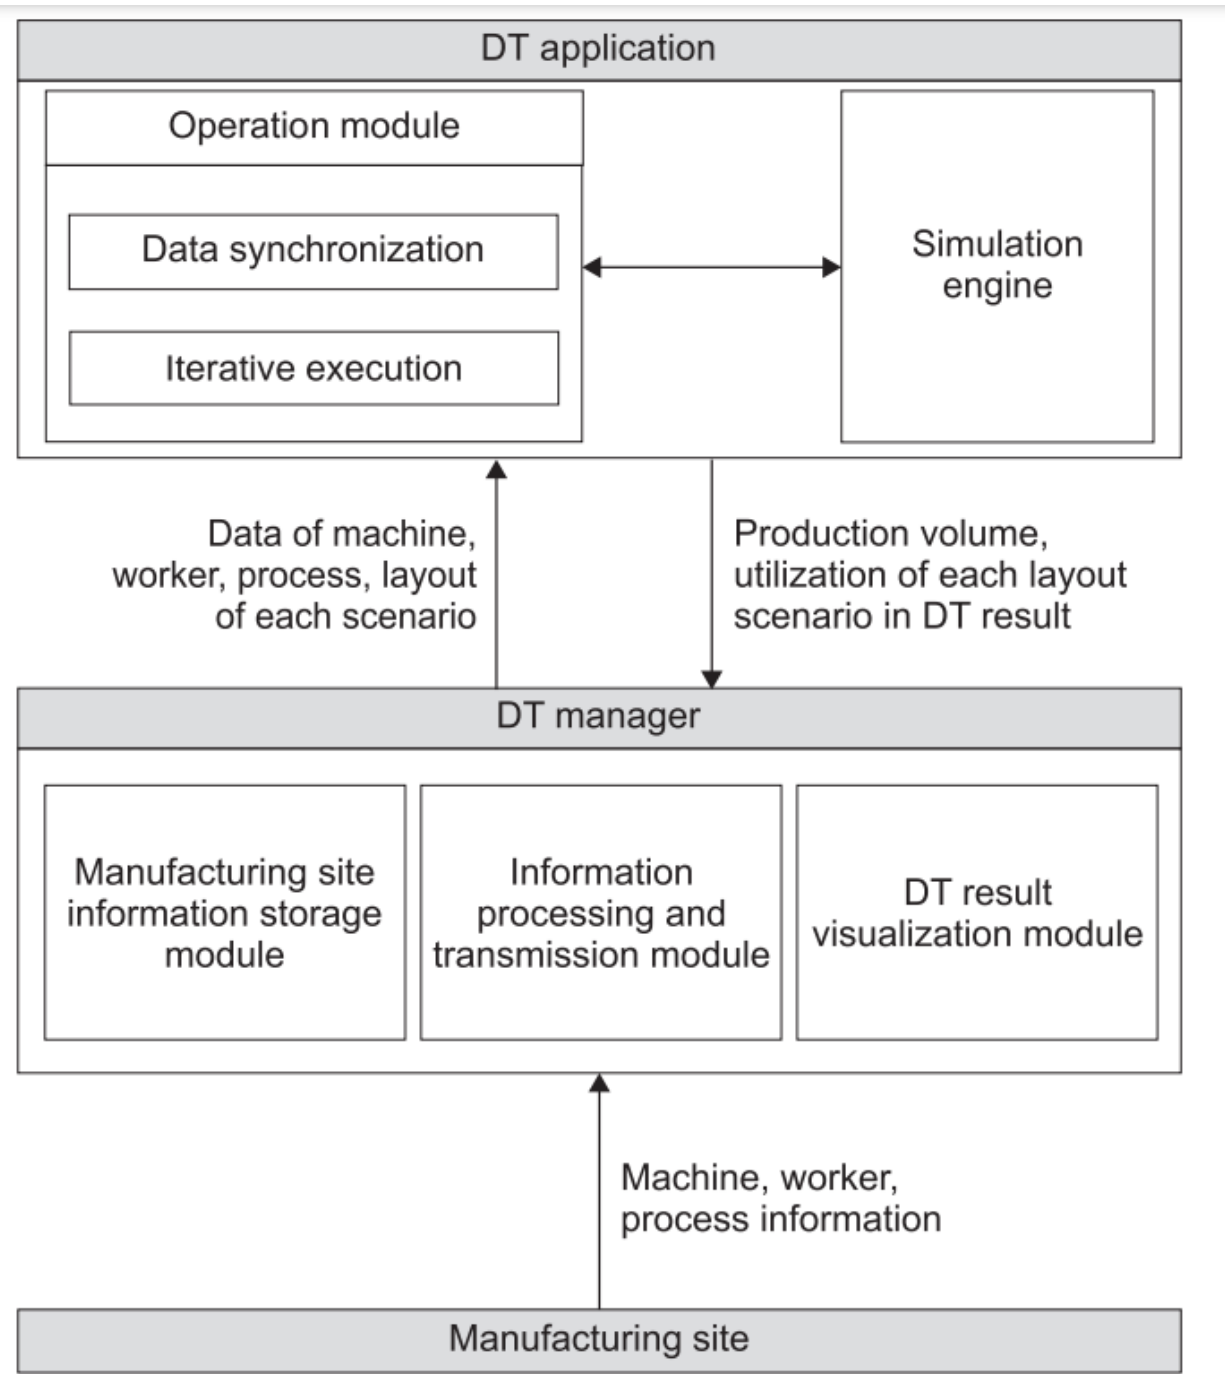 DT application
Operation module
Data synchronization
Iterative execution
Simulation
engine
Data of machine,
worker, process, layout
of each scenario
Production volume,
utilization of each layout
scenario in DT result
DT manager
Manufacturing site
information storage
module
Information
processing and
transmission module
DT result
visualization module
Machine, worker,
process information
Manufacturing site